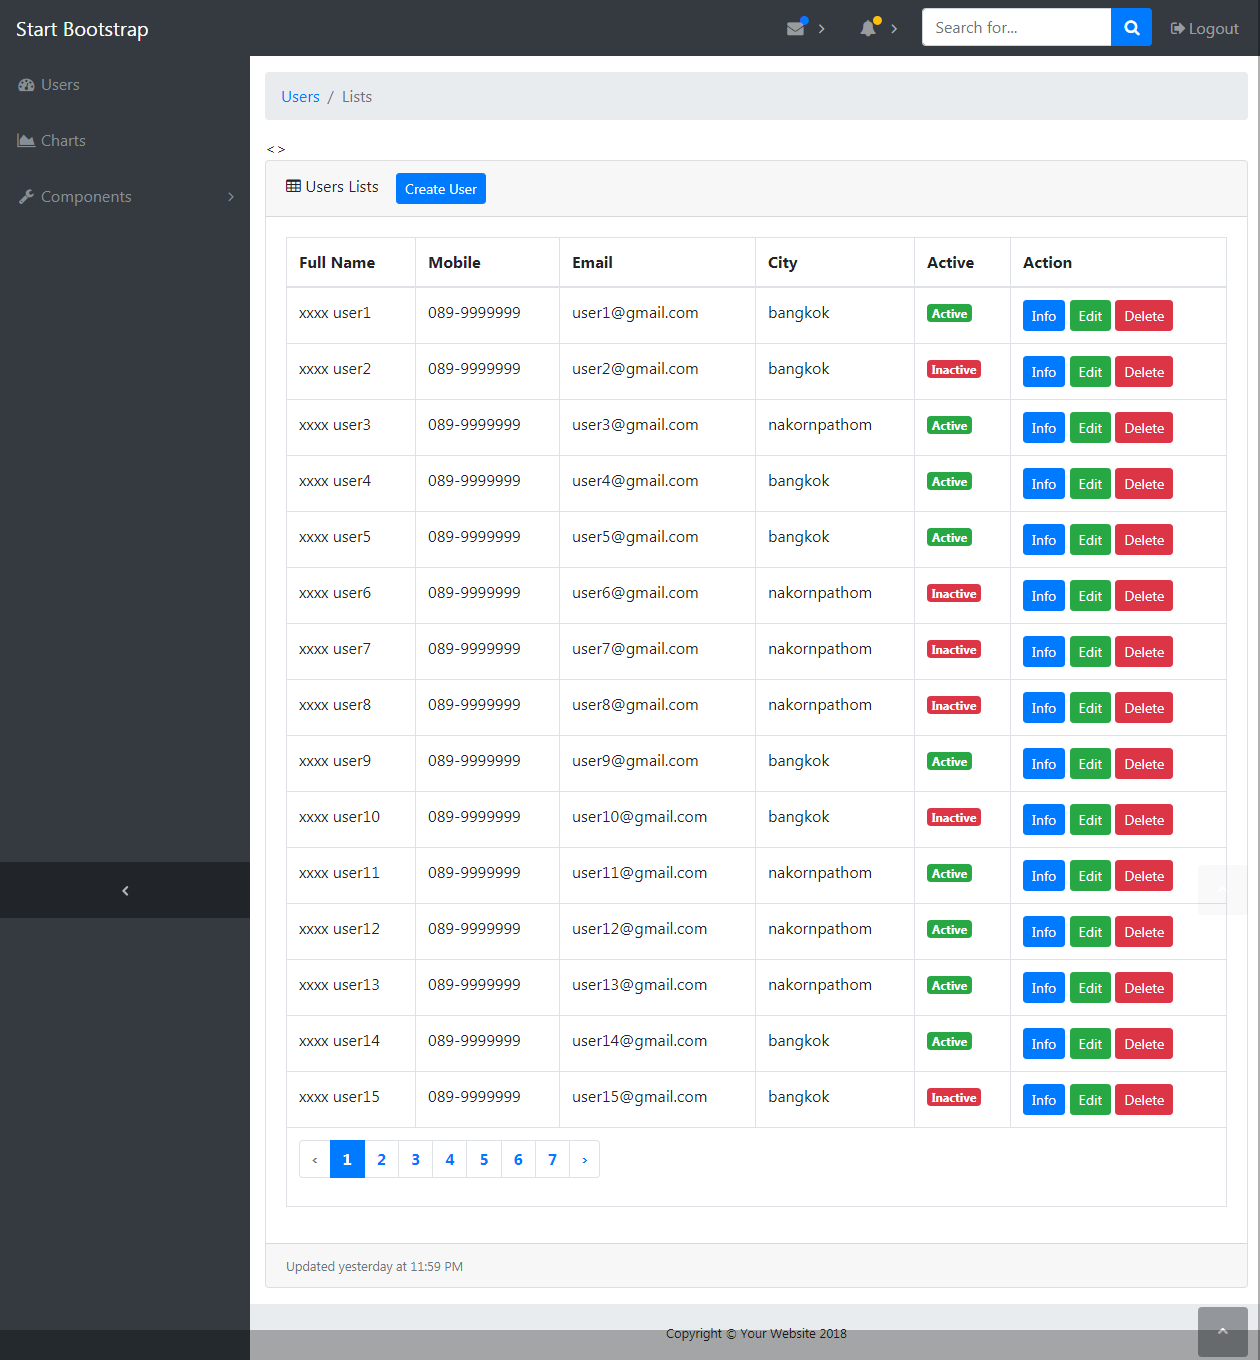 Start Bootstrap
Search for...
Logout
Users
Charts
Components
Users / Lists
<>
Users Lists Create User
Full Name Mobile Email City Active Action
xxxx user1 089-9999999 user1@gmail.com bangkok Active Info Edit Delete
xxxx user2 089-9999999 user2@gmail.com bangkok Inactive Info Edit Delete
xxxx user3 089-9999999 user3@gmail.com nakornpathom Active Info Edit Delete
xxxx user4 089-9999999 user4@gmail.com bangkok Active Info Edit Delete
xxxx user5 089-9999999 user5@gmail.com bangkok Active Info Edit Delete
xxxx user6 089-9999999 user6@gmail.com nakornpathom Inactive Info Edit Delete
xxxx user7 089-9999999 user7@gmail.com nakornpathom Inactive Info Edit Delete
xxxx user8 089-9999999 user8@gmail.com nakornpathom Inactive Info Edit Delete
xxxx user9 089-9999999 user9@gmail.com bangkok Active Info Edit Delete
xxxx user10 089-9999999 user10@gmail.com bangkok Inactive Info Edit Delete
xxxx user11 089-9999999 user11@gmail.com nakornpathom Active Info Edit Delete
xxxx user12 089-9999999 user12@gmail.com nakornpathom Active Info Edit Delete
xxxx user13 089-9999999 user13@gmail.com nakornpathom Active Info Edit Delete
xxxx user14 089-9999999 user14@gmail.com bangkok Active Info Edit Delete
xxxx user15 089-9999999 user15@gmail.com bangkok Inactive Info Edit Delete
‹ 1 2 3 4 5 6 7 ›
Updated yesterday at 11:59 PM
Copyright © Your Website 2018